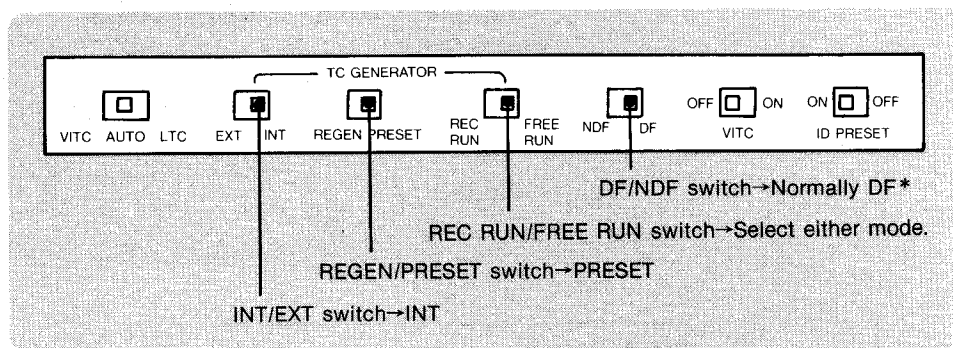 TC GENERATOR
OFF ON ON OFF
VITC AUTO LTC EXT INT REGEN PRESET REC RUN FREE RUN NDF DF VITC ID PRESET
DF/NDF switch→Normally DF*
REC RUN/FREE RUN switch→Select either mode.
REGEN/PRESET switch→PRESET
INT/EXT switch→INT